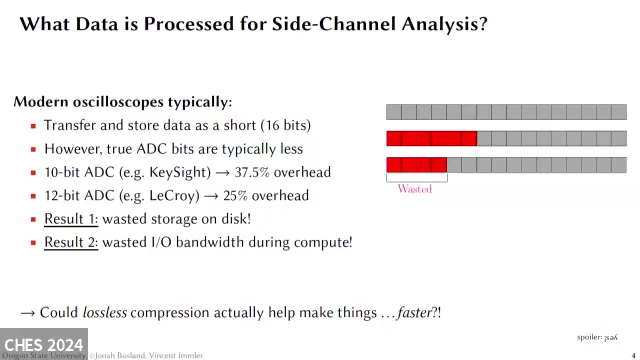 What Data is Processed for Side-Channel Analysis?
Modern oscilloscopes typically:
Transfer and store data as a short (16 bits)
However, true ADC bits are typically less
10-bit ADC (e.g. KeySight) → 37.5% overhead
12-bit ADC (e.g. LeCroy) → 25% overhead
Result 1: wasted storage on disk!
Result 2: wasted I/O bandwidth during compute!
Wasted
→ Could lossless compression actually help make things …faster?!
spoiler:
CHES 2024
Oregon State University, ©Jonah Bosland, Vincent Immler
4